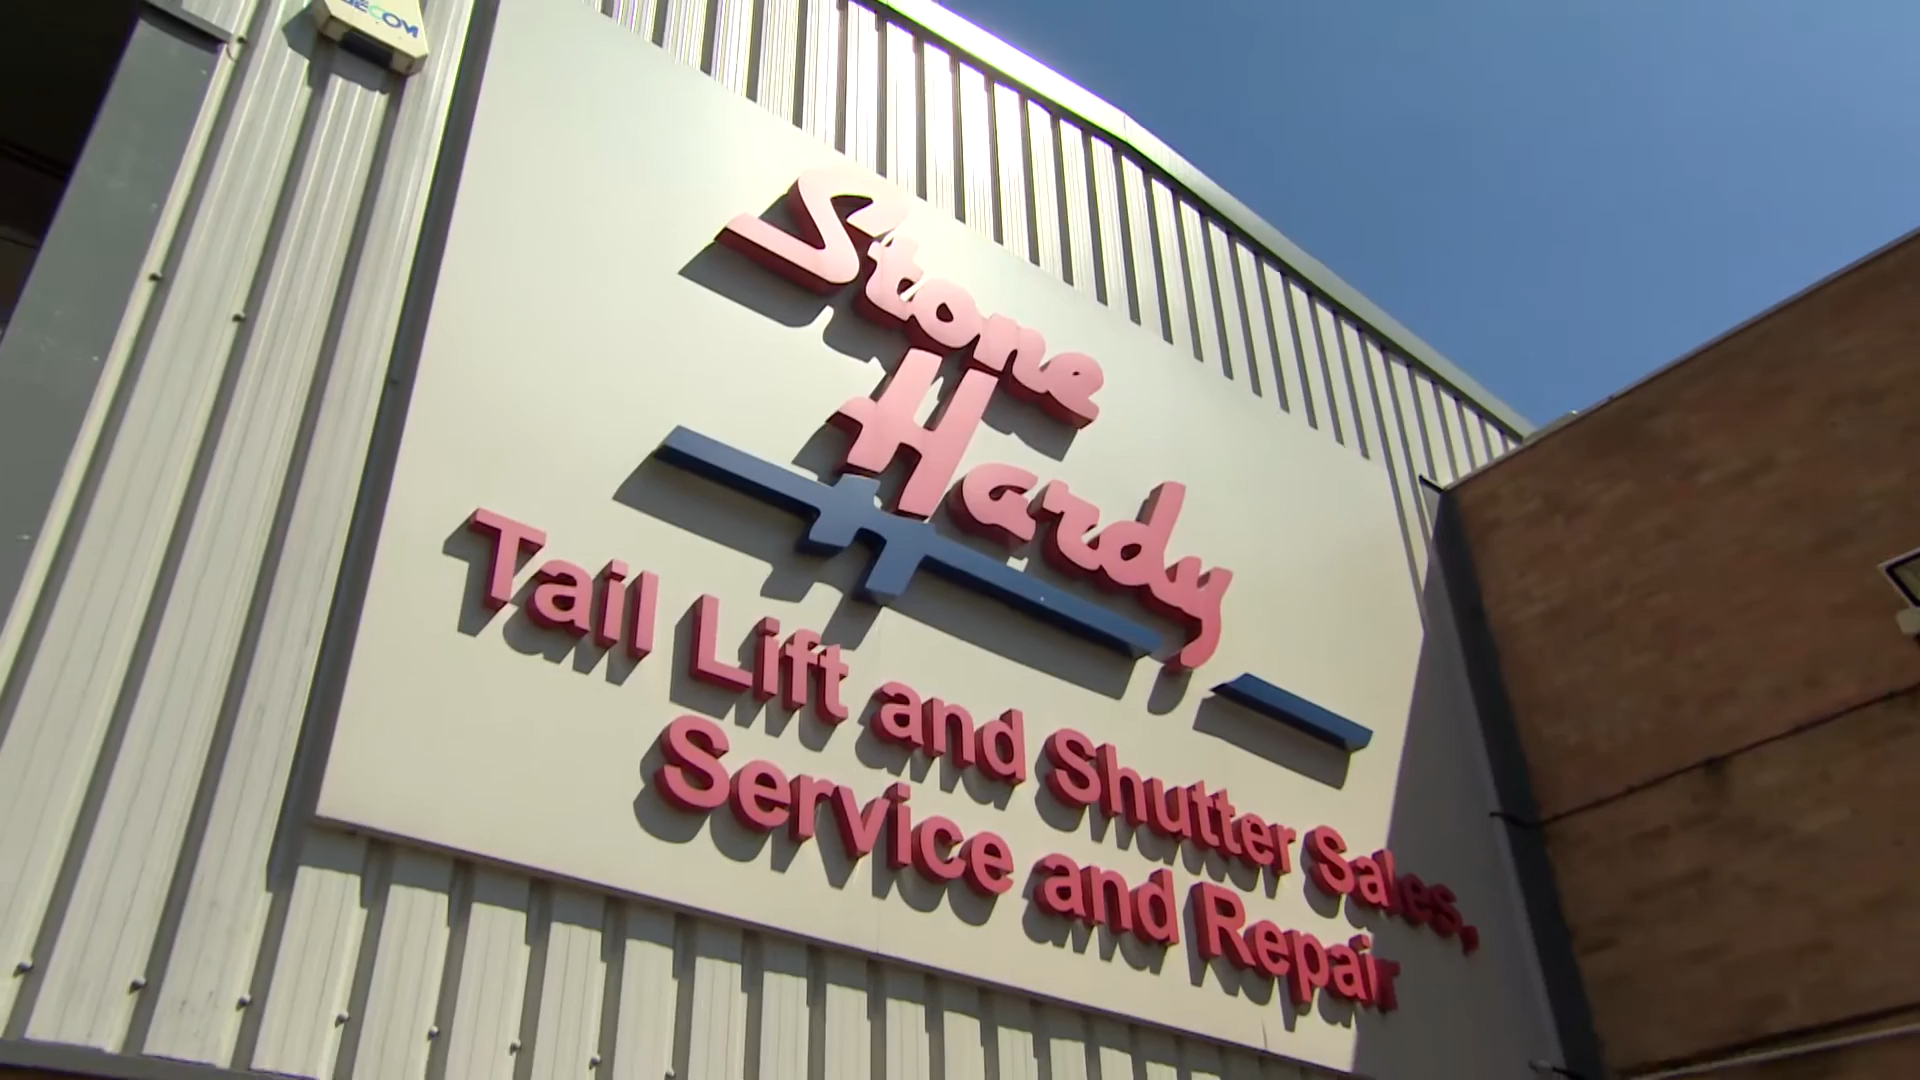 Stone
Hardy
Tail Lift and Shutter Sales,
Service and Repair